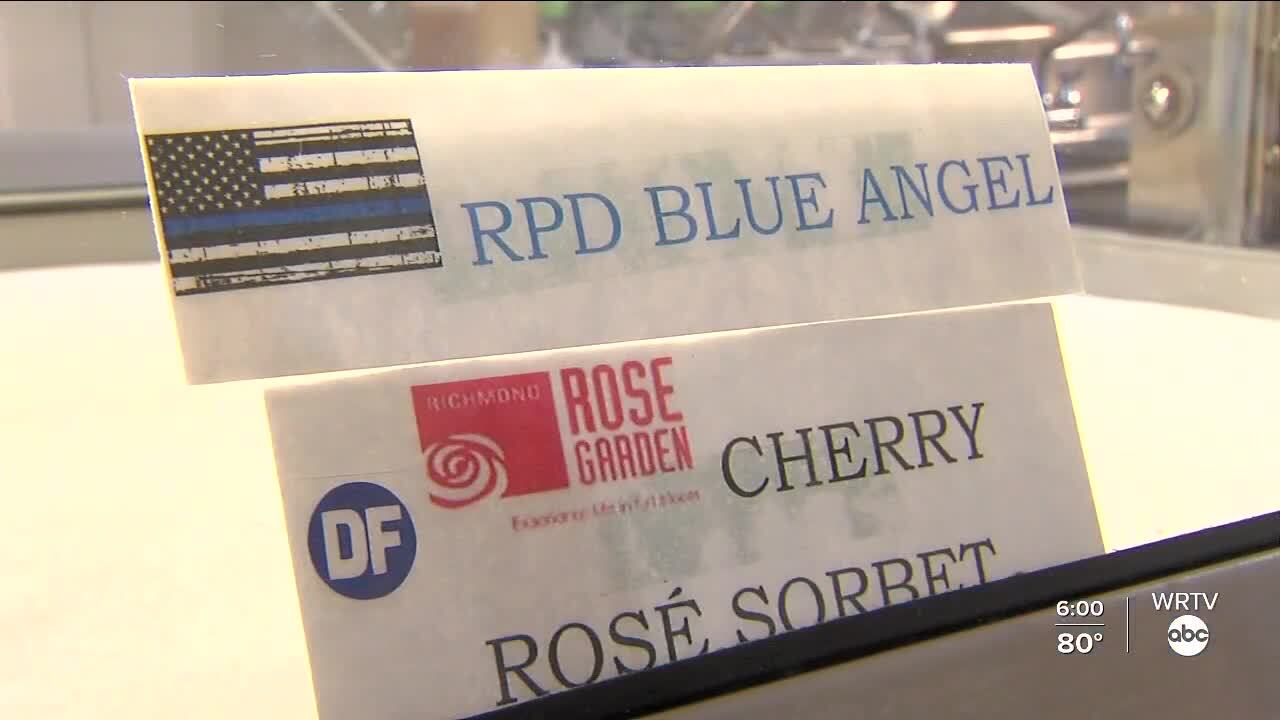 RPD BLUE ANGEL
RICHMOND
ROSE
GARDEN
CHERRY
DF
ROSÉ SORBET
6:00
80°
WRTV
abc